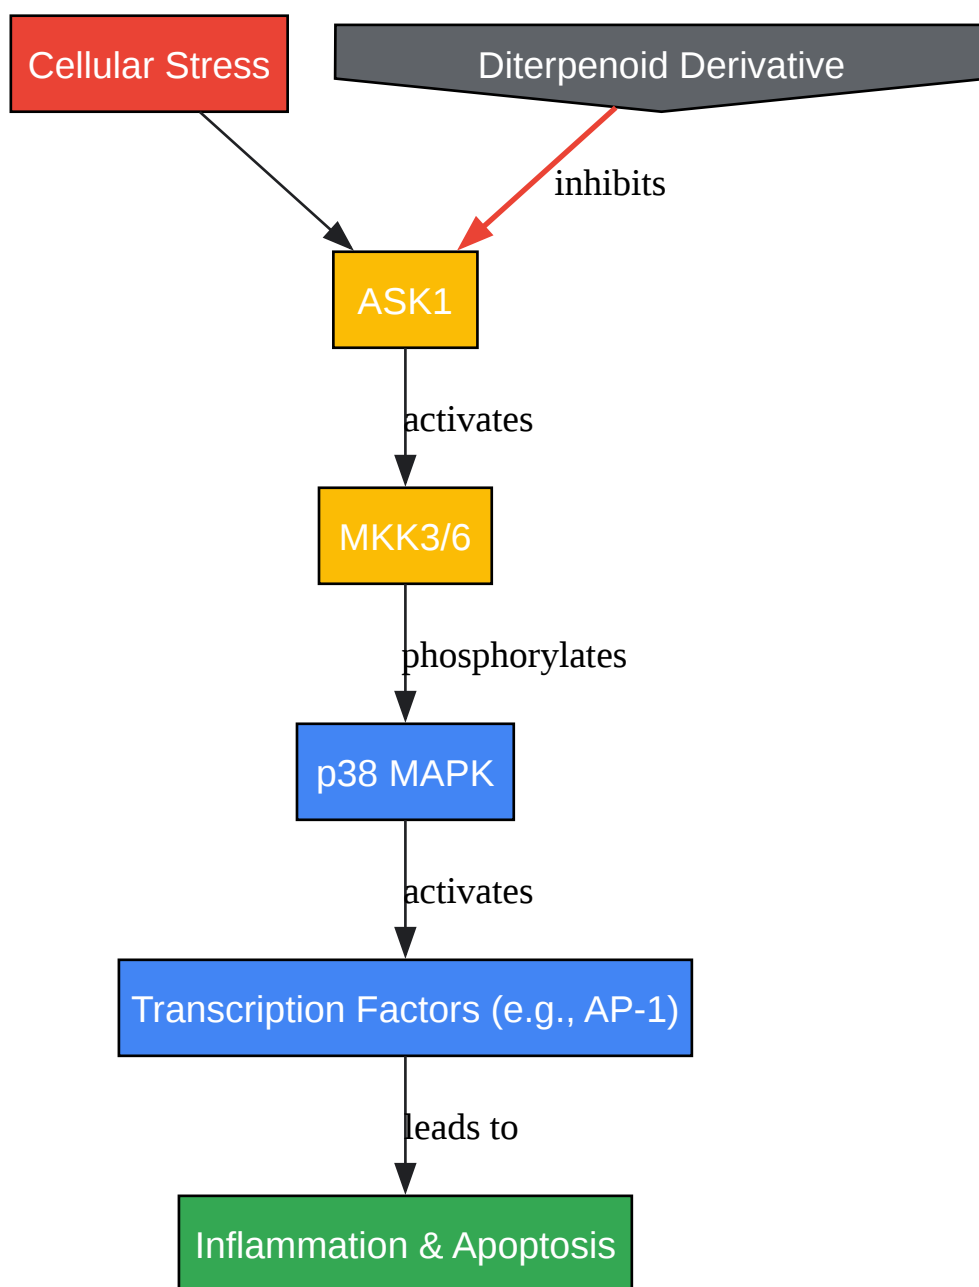 Cellular Stress
Diterpenoid Derivative
inhibits
ASK1
activates
MKK3/6
phosphorylates
p38 MAPK
activates
Transcription Factors (e.g., AP-1)
leads to
Inflammation & Apoptosis